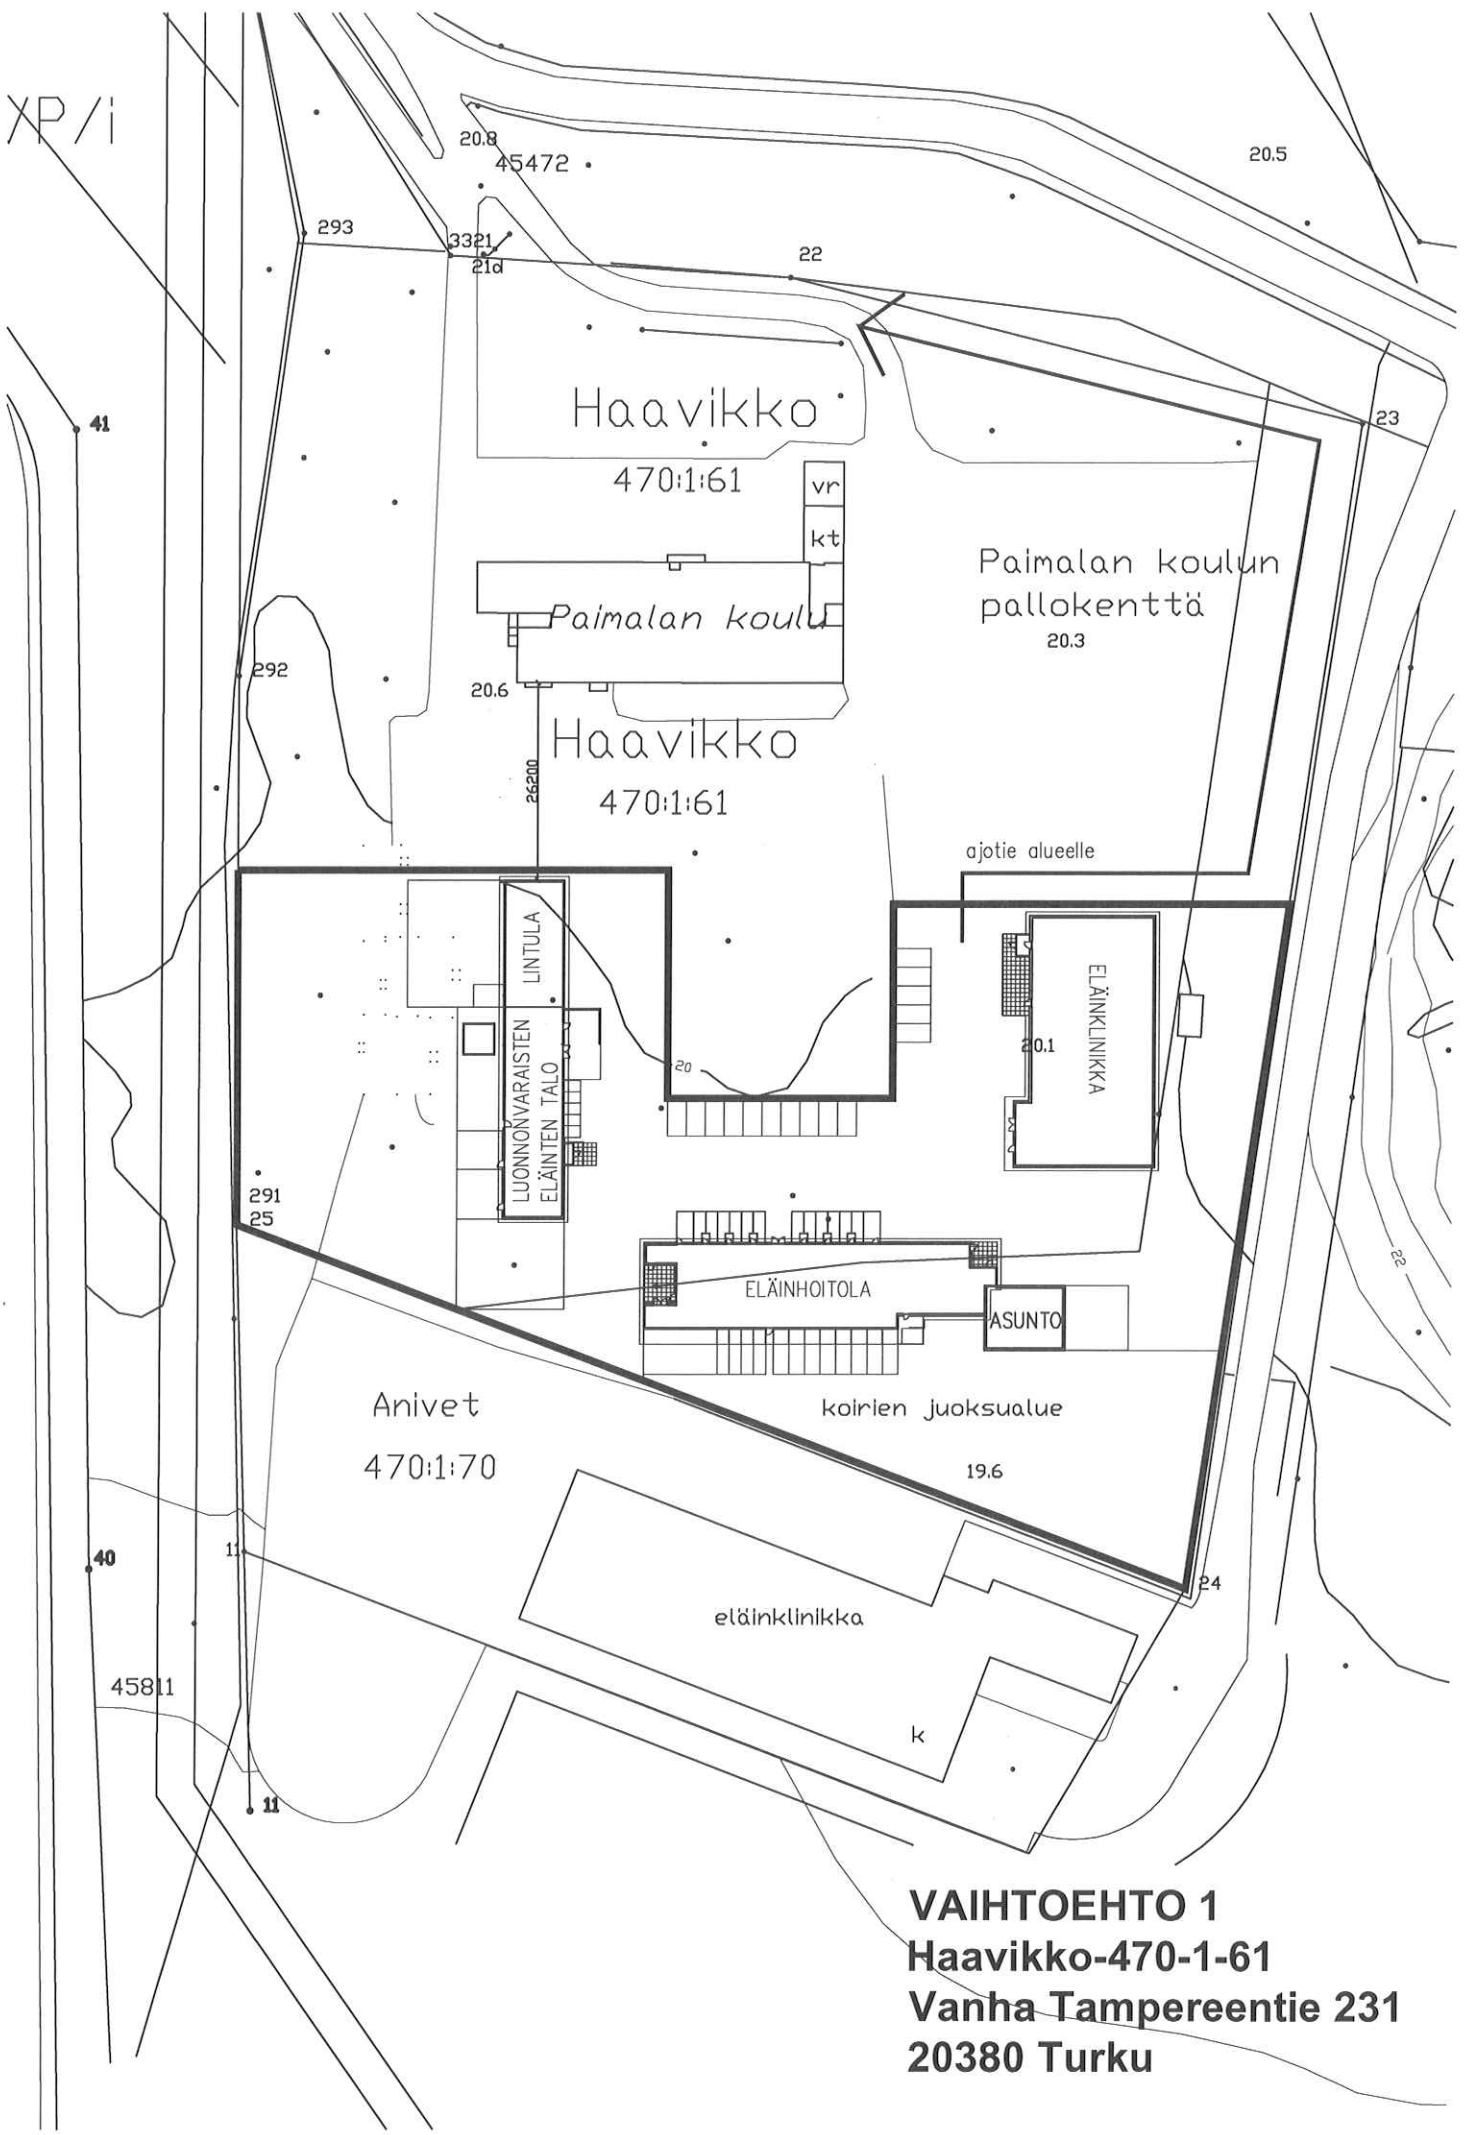 XP/i
20.8
45472
20.5
293
3321
21d
22
41
Haavikko
470:1:61
23
vr
kt
Paimalan koulu
Paimalan koulun
pallokenttä
20.3
292
20.6
Haavikko
26200
470:1:61
ajotie alueelle
LINTULA
LUONNONVARAISTEN
ELÄINTEN TALO
ELÄINKLINIKKA
20.1
20
291
25
22
ELÄINHOITOLA
ASUNTO
Anivet
470:1:70
koirien juoksualue
19.6
11
40
24
eläinklinikka
45811
k
11
VAIHTOEHTO 1
Haavikko-470-1-61
Vanha Tampereentie 231
20380 Turku